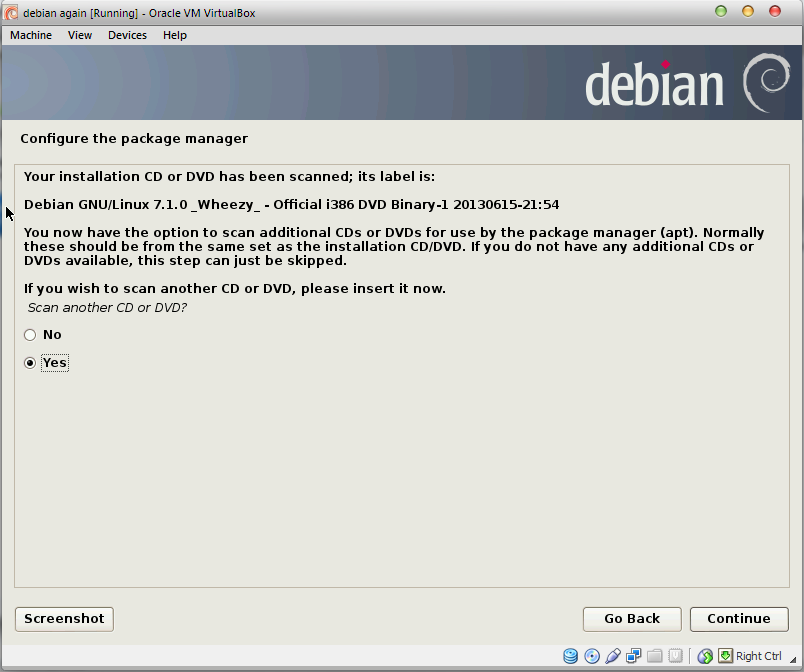 debian again [Running] - Oracle VM VirtualBox
Machine View Devices Help
debian
Configure the package manager
Your installation CD or DVD has been scanned; its label is:
Debian GNU/Linux 7.1.0 _Wheezy_ - Official i386 DVD Binary-1 20130615-21:54
You now have the option to scan additional CDs or DVDs for use by the package manager (apt). Normally
these should be from the same set as the installation CD/DVD. If you do not have any additional CDs or
DVDs available, this step can just be skipped.
If you wish to scan another CD or DVD, please insert it now.
Scan another CD or DVD?
No
Yes
Screenshot Go Back Continue
Right Ctrl